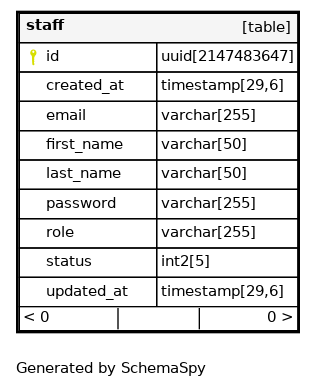 staff [table]
id uuid[2147483647]
created_at timestamp[29,6]
email varchar[255]
first_name varchar[50]
last_name varchar[50]
password varchar[255]
role varchar[255]
status int2[5]
updated_at timestamp[29,6]
< 0 0 >
Generated by SchemaSpy